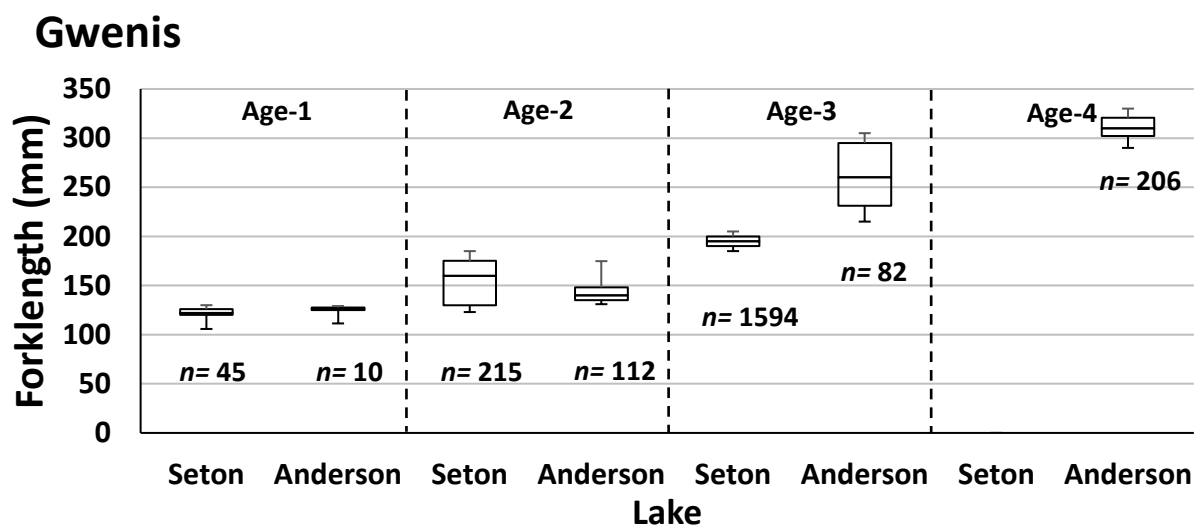 Gwenis
Forklength (mm)
350
300
250
200
150
100
50
0
Age-1 Age-2 Age-3 Age-4
n= 45 n= 10 n= 215 n= 112 n= 1594 n= 82 n= 206
Seton Anderson Seton Anderson Seton Anderson Seton Anderson
Lake